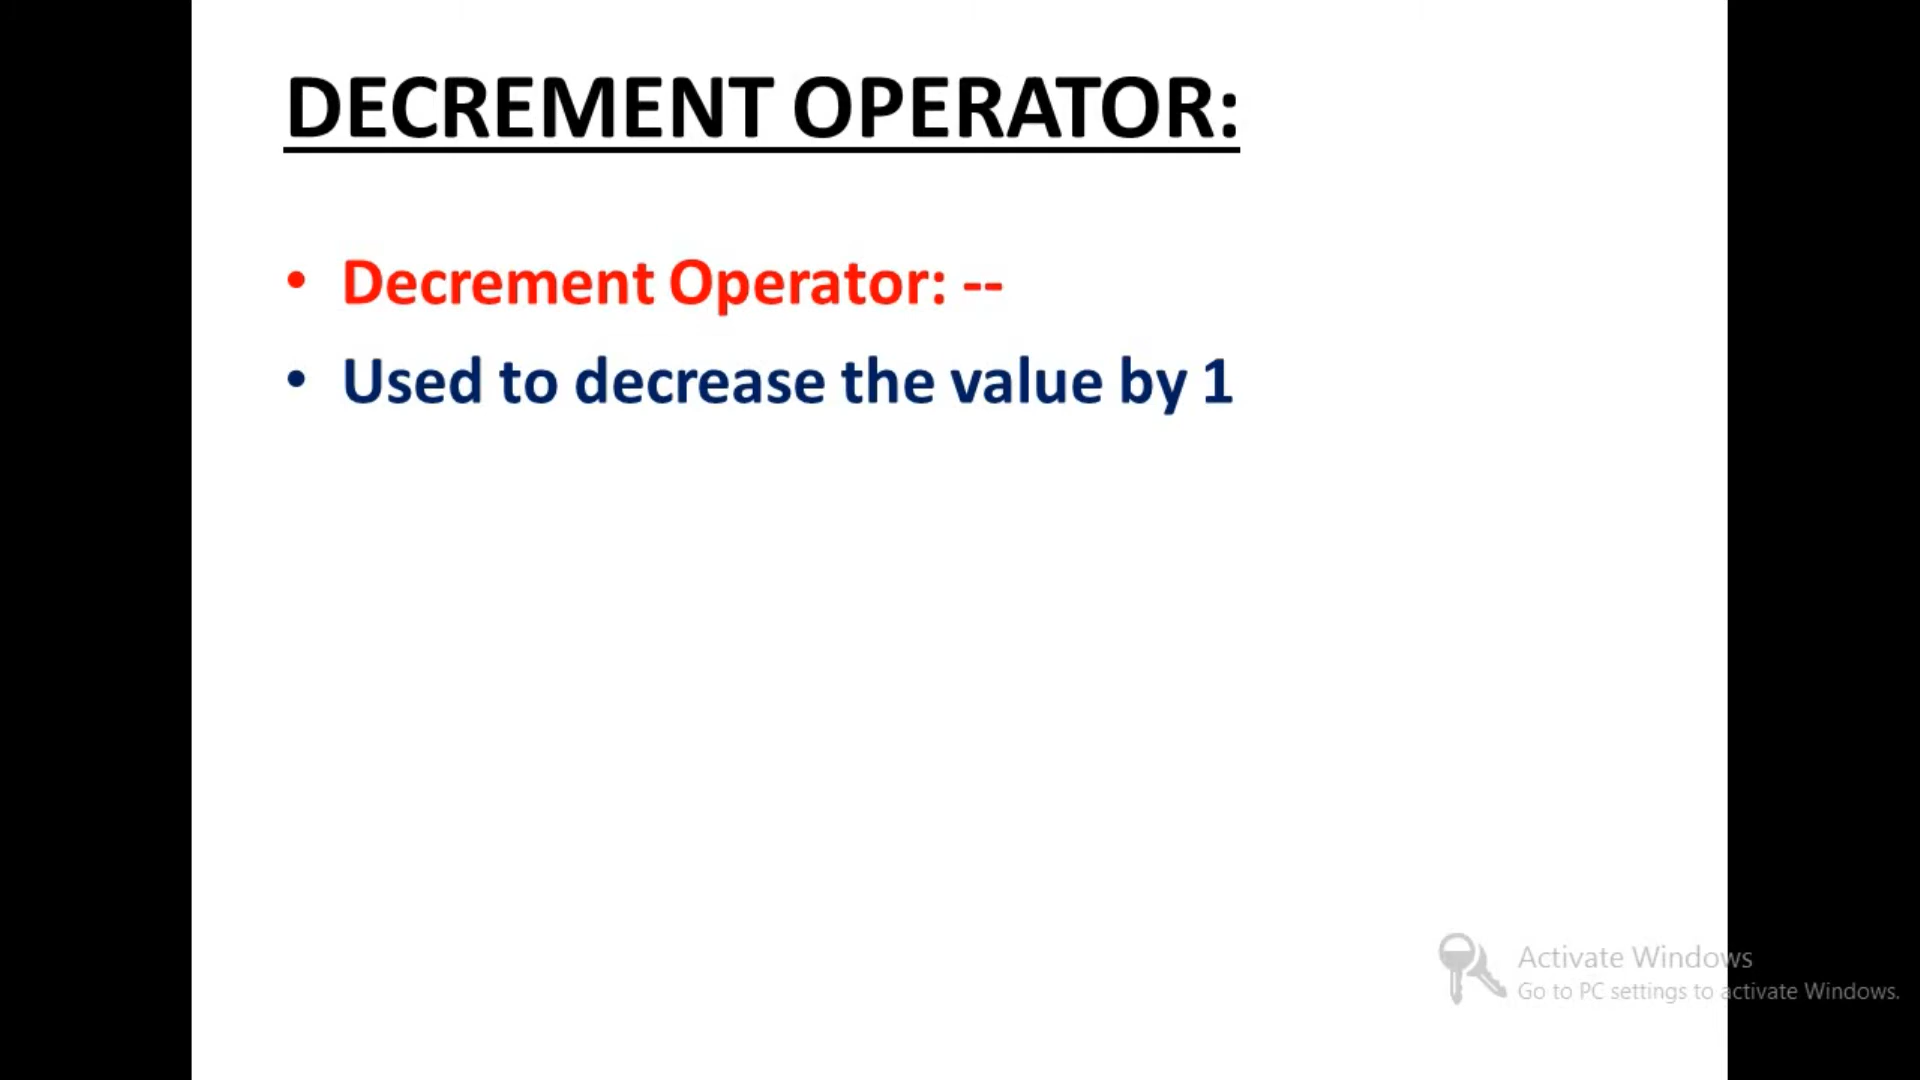 DECREMENT OPERATOR:
• Decrement Operator: --
• Used to decrease the value by 1
Activate Windows
Go to PC settings to activate Windows.